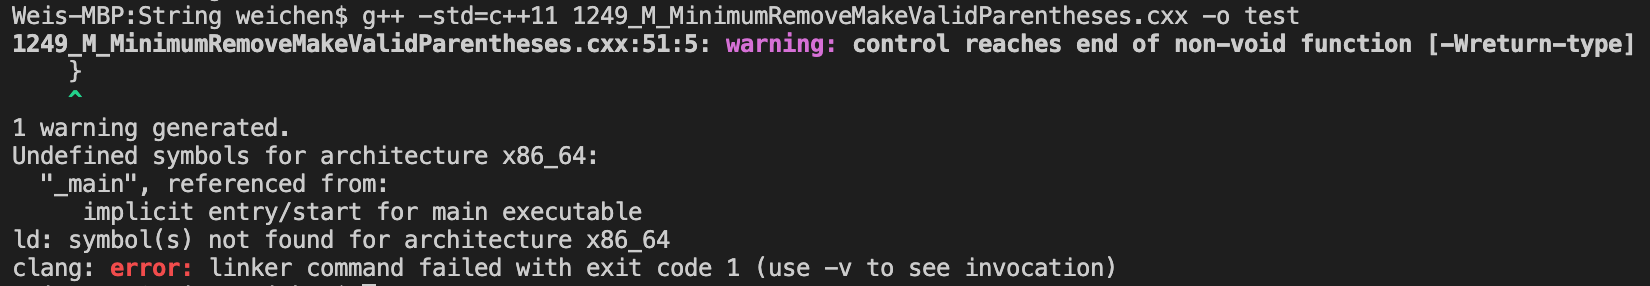 Weis-MBP:String weichen$ g++ -std=c++11 1249_M_MinimumRemoveMakeValidParentheses.cxx -o test
1249_M_MinimumRemoveMakeValidParentheses.cxx:51:5: warning: control reaches end of non-void function [-Wreturn-type]
    }
    ^
1 warning generated.
Undefined symbols for architecture x86_64:
  "_main", referenced from:
     implicit entry/start for main executable
ld: symbol(s) not found for architecture x86_64
clang: error: linker command failed with exit code 1 (use -v to see invocation)